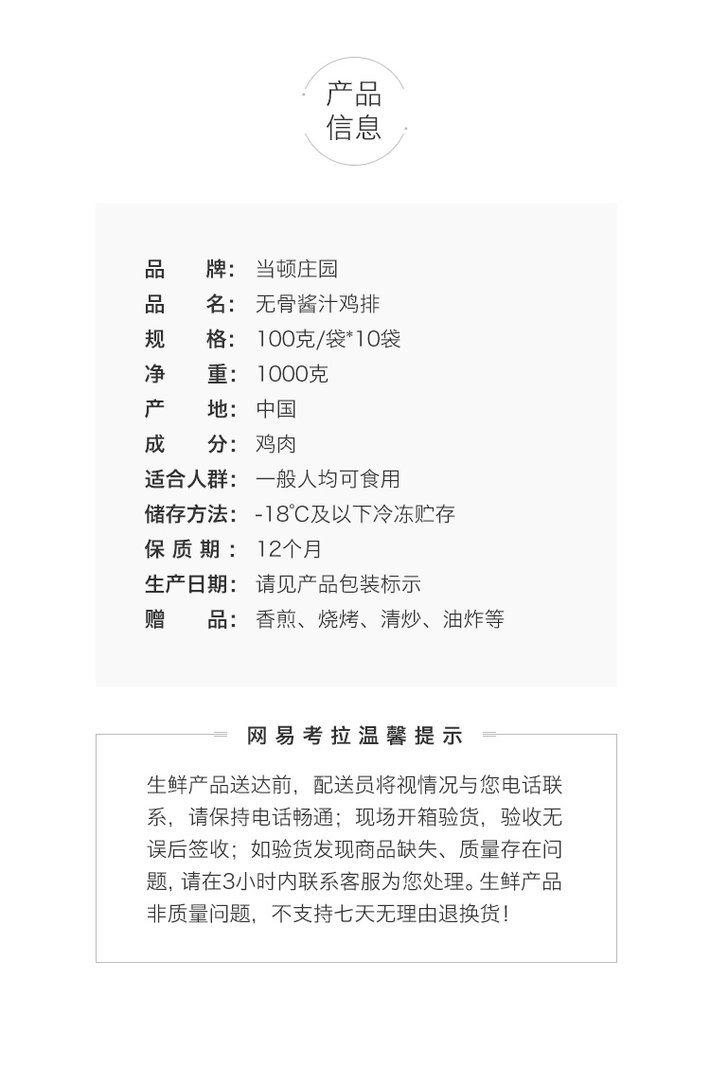 产品
信息
品牌： 当顿庄园
品名： 无骨酱汁鸡排
规格： 100克/袋*10袋
净重： 1000克
产地： 中国
成分： 鸡肉
适合人群： 一般人均可食用
储存方法： -18℃及以下冷冻贮存
保质期： 12个月
生产日期： 请见产品包装标示
赠品： 香煎、烧烤、清炒、油炸等
网易考拉温馨提示
生鲜产品送达前，配送员将视情况与您电话联
系，请保持电话畅通；现场开箱验货，验收无
误后签收；如验货发现商品缺失、质量存在问
题，请在3小时内联系客服为您处理。生鲜产品
非质量问题，不支持七天无理由退换货！